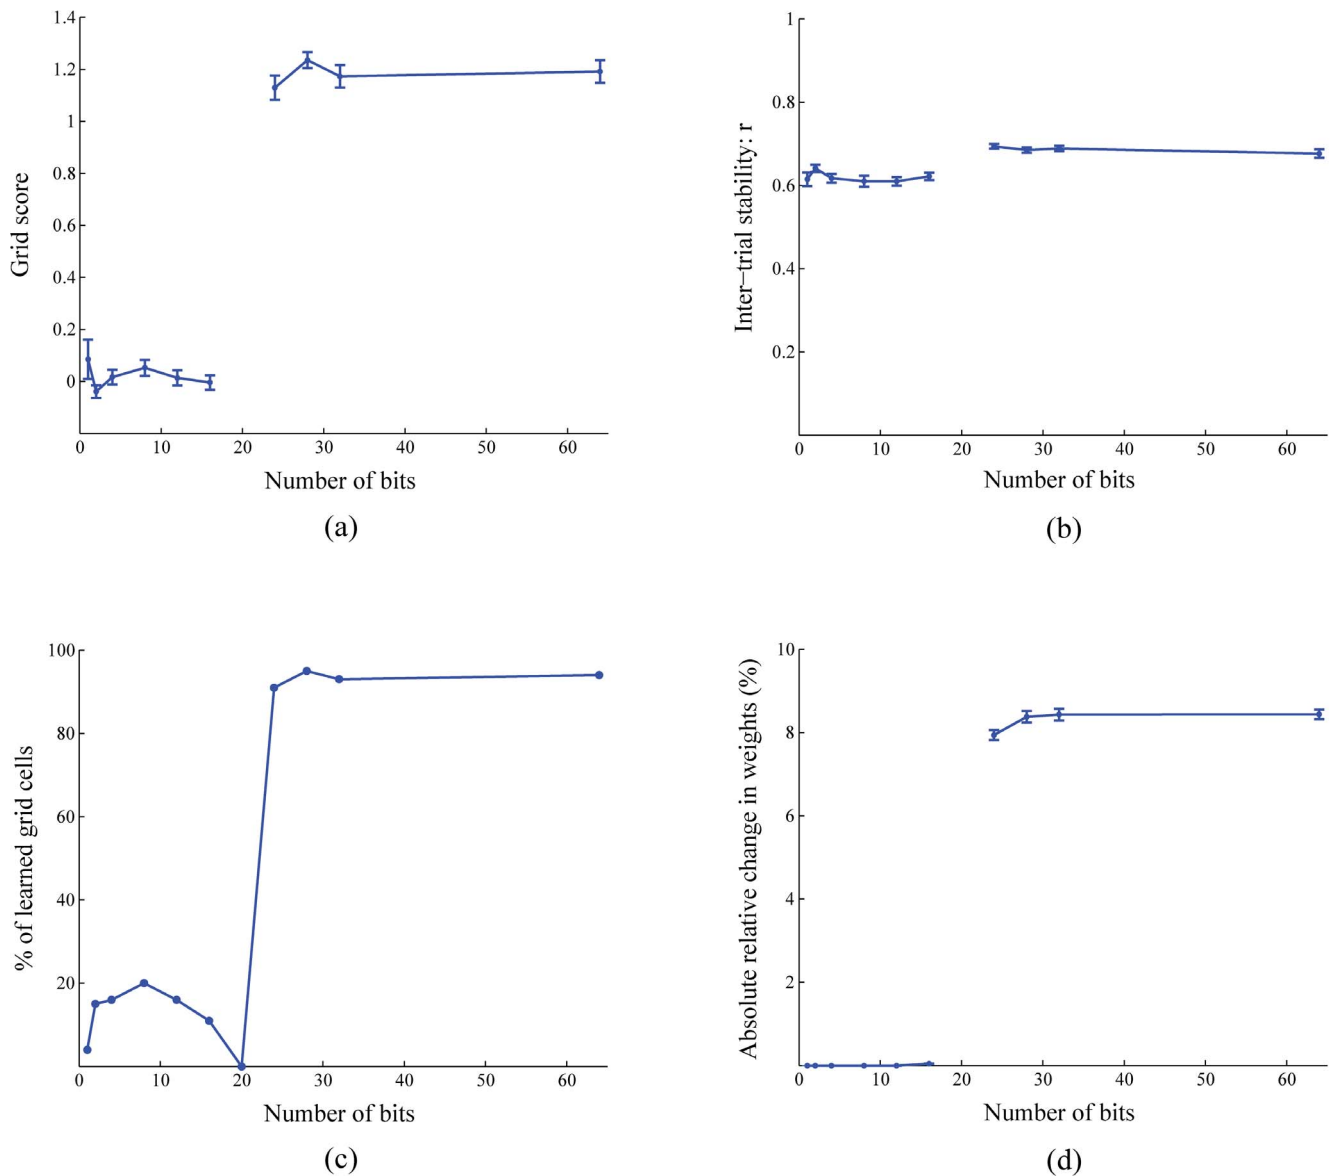 1.4
1.2
1
0.8
0.6
0.4
0.2
0
Grid score
0 10 20 30 40 50 60
Number of bits
(a)
1
0.8
0.6
0.4
0.2
Inter–trial stability: r
0 10 20 30 40 50 60
Number of bits
(b)
100
80
60
40
20
% of learned grid cells
0 10 20 30 40 50 60
Number of bits
(c)
10
8
6
4
2
Absolute relative change in weights (%)
0 10 20 30 40 50 60
Number of bits
(d)